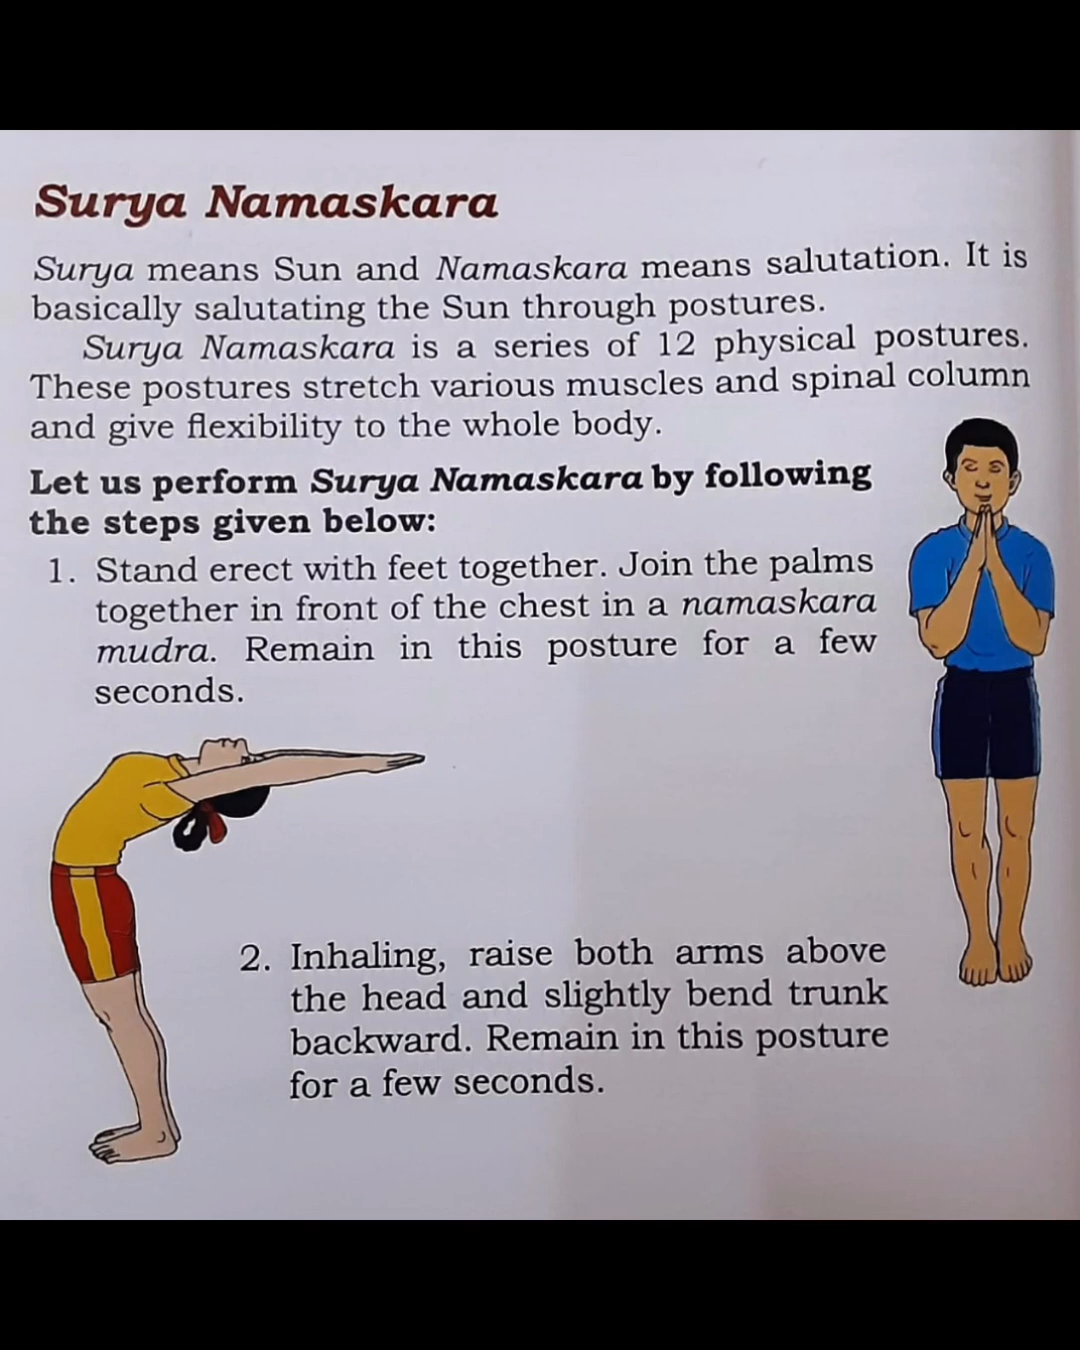 Surya Namaskara
Surya means Sun and Namaskara means salutation. It is
basically salutating the Sun through postures.
Surya Namaskara is a series of 12 physical postures.
These postures stretch various muscles and spinal column
and give flexibility to the whole body.
Let us perform Surya Namaskara by following
the steps given below:
1. Stand erect with feet together. Join the palms
together in front of the chest in a namaskara
mudra. Remain in this posture for a few
seconds.
2. Inhaling, raise both arms above
the head and slightly bend trunk
backward. Remain in this posture
for a few seconds.